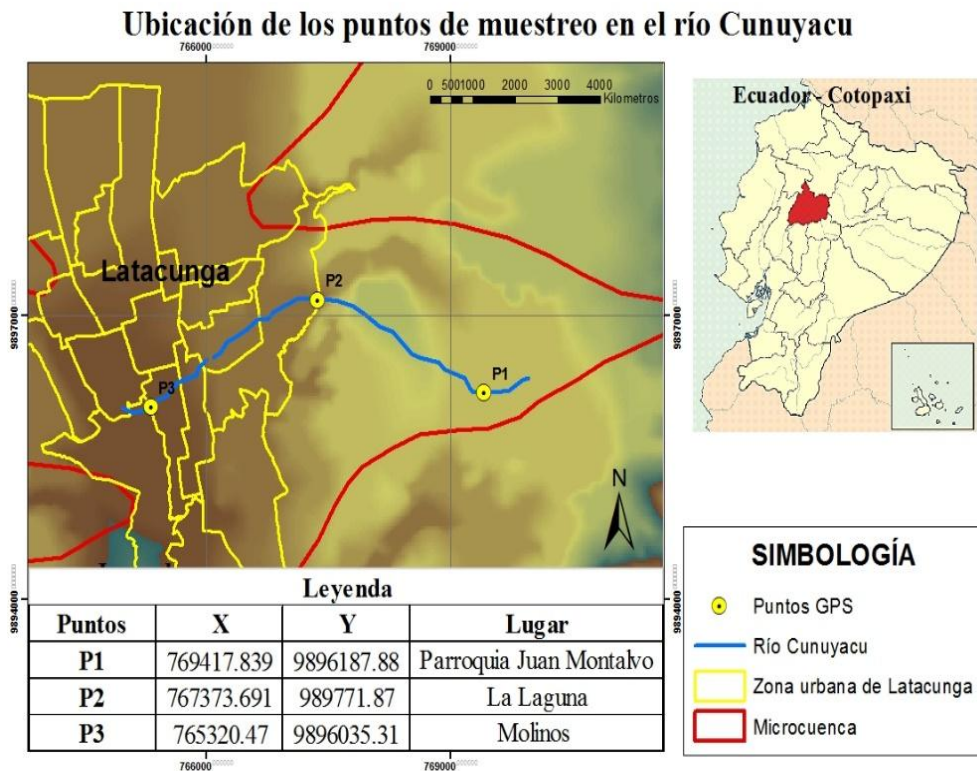 Ubicación de los puntos de muestreo en el río Cunuyacu
766000
769000
0 5001000 2000 3000 4000
Kilometros
Latacunga
P2
P3
P1
N
9897000
9897000
9894000
9894000
Ecuador - Cotopaxi
Leyenda
Puntos X Y Lugar
P1 769417.839 9896187.88 Parroquia Juan Montalvo
P2 767373.691 989771.87 La Laguna
P3 765320.47 9896035.31 Molinos
766000
769000
SIMBOLOGÍA
Puntos GPS
Río Cunuyacu
Zona urbana de Latacunga
Microcuenca